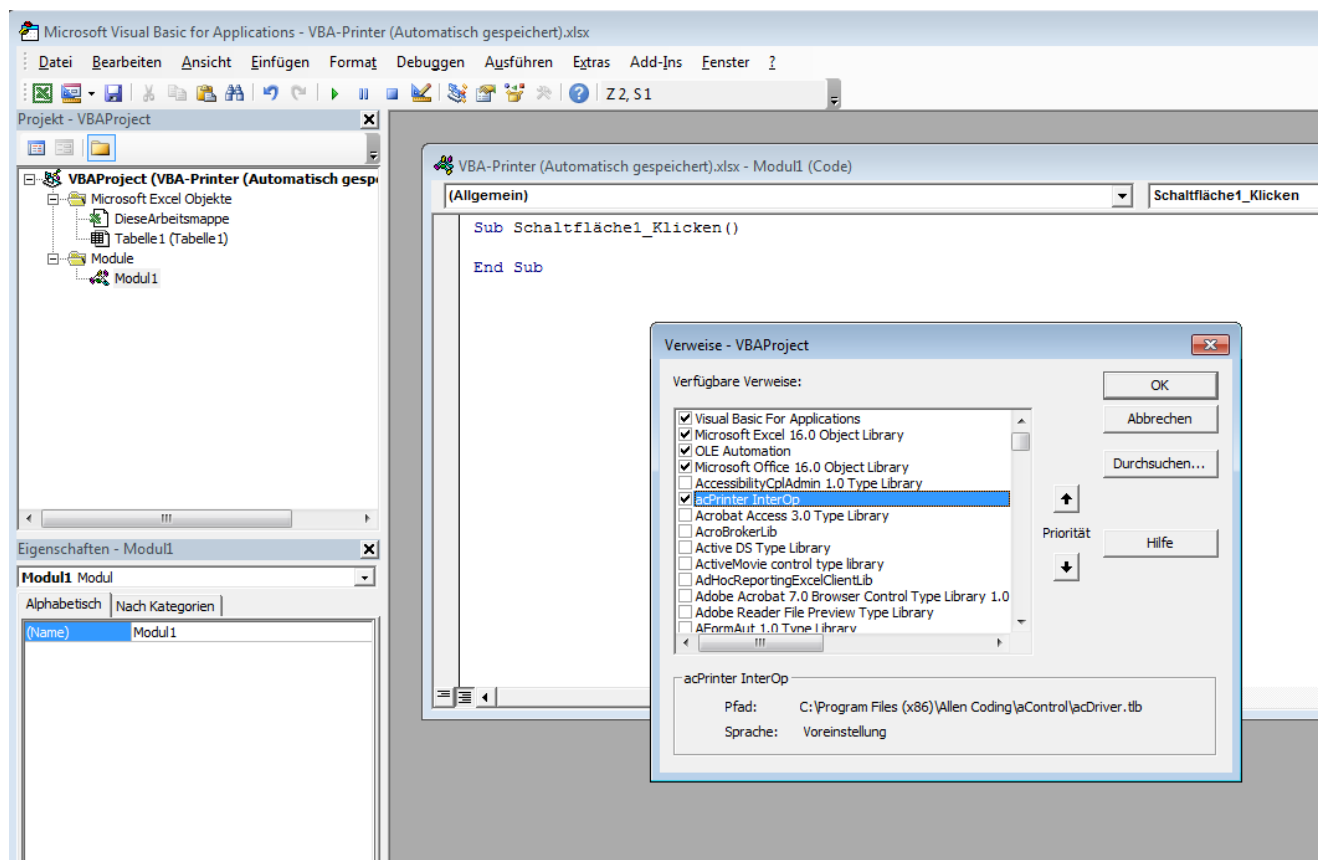 Microsoft Visual Basic for Applications - VBA-Printer (Automatisch gespeichert).xlsx
Datei Bearbeiten Ansicht Einfügen Format Debuggen Ausführen Extras Add-Ins Fenster ?
Z 2, S 1
Projekt - VBAProject
VBAProject (VBA-Printer (Automatisch gesp
Microsoft Excel Objekte
DieseArbeitsmappe
Tabelle1 (Tabelle1)
Module
Modul1
Eigenschaften - Modul1
Modul1 Modul
Alphabetisch Nach Kategorien
(Name) Modul1
VBA-Printer (Automatisch gespeichert).xlsx - Modul1 (Code)
(Allgemein) Schaltfläche1_Klicken
Sub Schaltfläche1_Klicken()
End Sub
Verweise - VBAProject
Verfügbare Verweise:
Visual Basic For Applications
Microsoft Excel 16.0 Object Library
OLE Automation
Microsoft Office 16.0 Object Library
AccessibilityCplAdmin 1.0 Type Library
acPrinter InterOp
Acrobat Access 3.0 Type Library
AcroBrokerLib
Active DS Type Library
ActiveMovie control type library
AdHocReportingExcelClientLib
Adobe Acrobat 7.0 Browser Control Type Library 1.0
Adobe Reader File Preview Type Library
AFormAut 1.0 Type Library
OK
Abbrechen
Durchsuchen...
Priorität
Hilfe
acPrinter InterOp
Pfad: C:\Program Files (x86)\Allen Coding\aControl\acDriver.tlb
Sprache: Voreinstellung